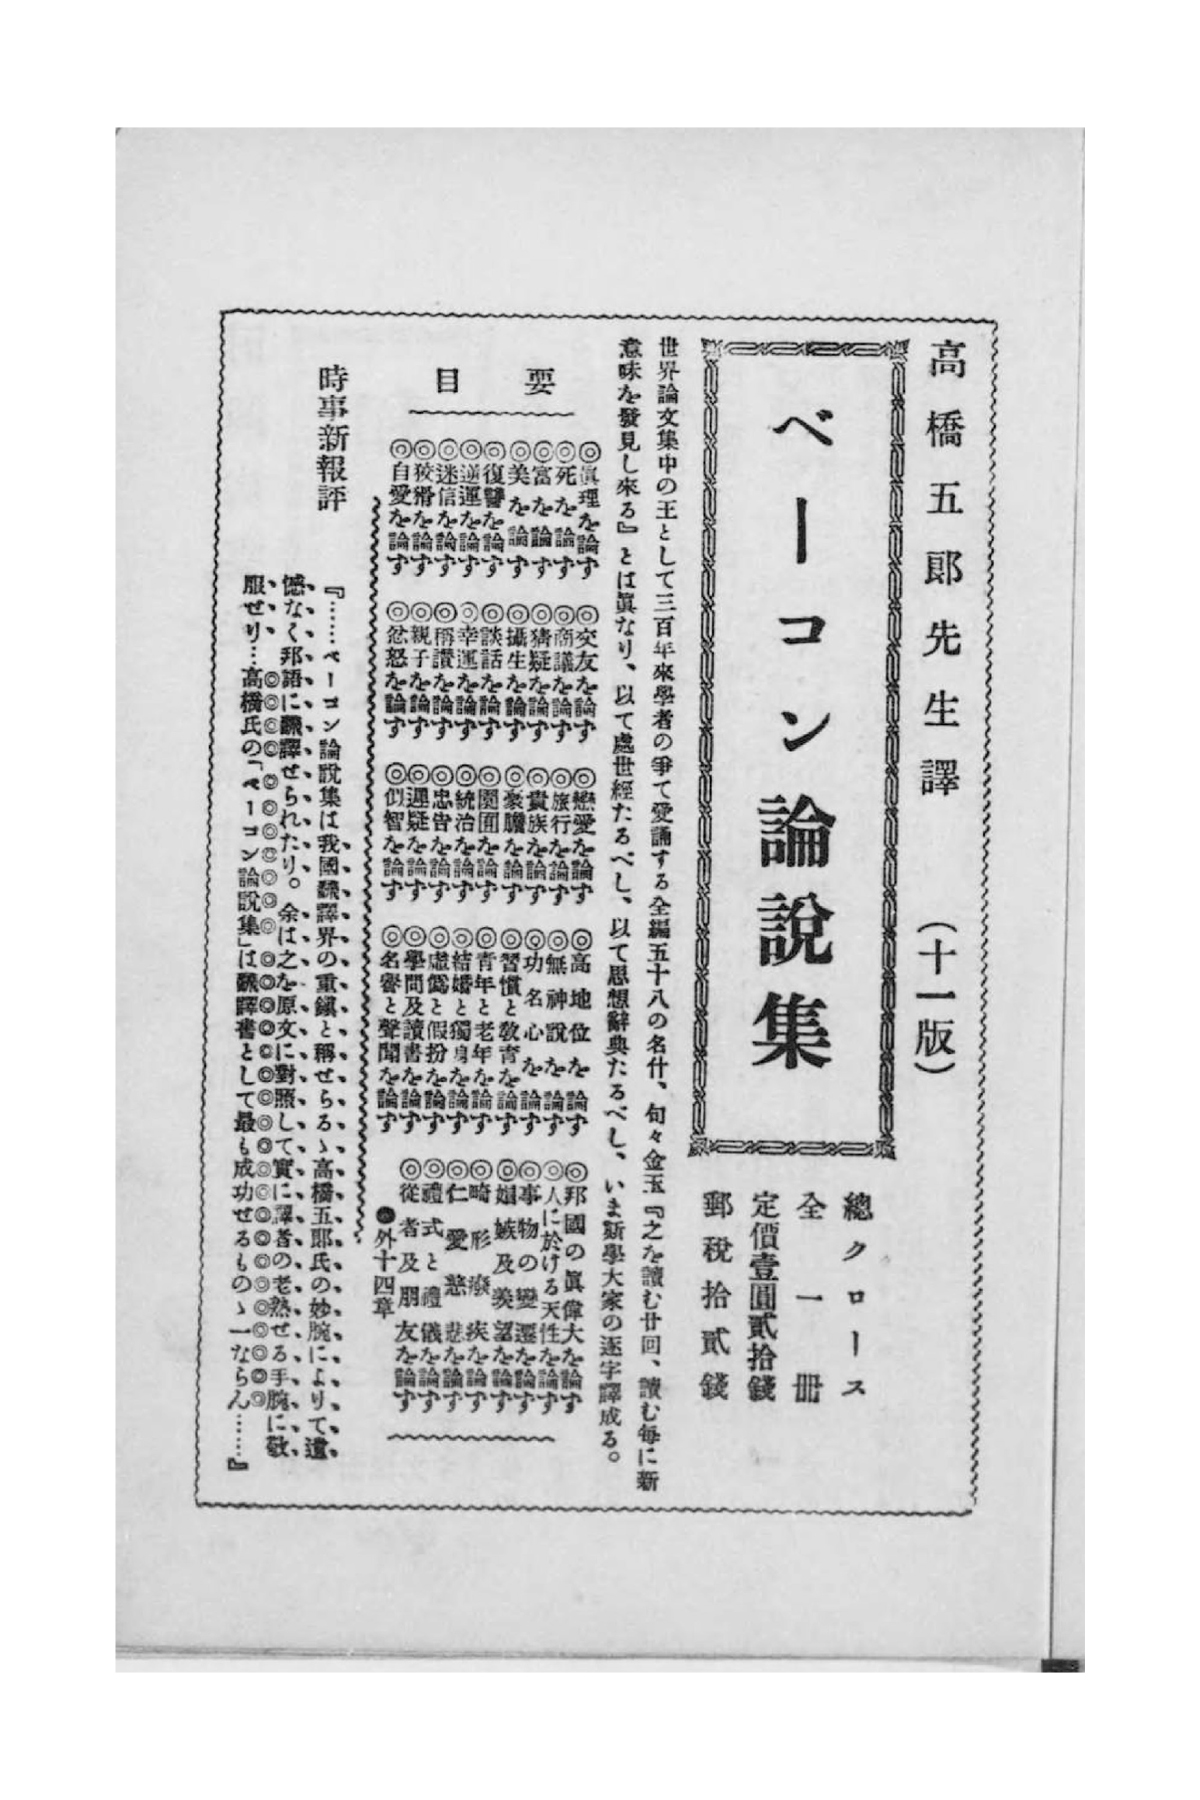 高橋五郎先生譯　（十一版）
ベーコン論說集
總クロース
全一冊
定價壹圓貳拾錢
郵稅拾貳錢
世界論文集中の王として三百年來學者の爭て愛誦する全編五十八の名什、句々金玉『之を讀む廿回、讀む每に新
意味を發見し來る』とは眞なり、以て處世經たるべし、以て思想辭典たるべし、いま新學大家の逐字譯成る。
要目
◎眞理を論ず◎交友を論ず◎戀愛を論ず◎高地位を論ず◎邦國の眞偉大を論ず
◎死を論ず◎商議を論ず◎旅行を論ず◎無神說を論ず◎人に於ける天性を論ず
◎富を論ず◎猜疑を論ず◎貴族を論ず◎功名心を論ず◎事物の變遷を論ず
◎美を論ず◎攝生を論ず◎豪膽を論ず◎習慣と敎育を論ず◎媢嫉及羨望を論ず
◎復讐を論ず◎談話を論ず◎園囿を論ず◎靑年と老年を論ず◎畸形癈疾を論ず
◎逆運を論ず◎幸運を論ず◎統治を論ず◎結婚と獨身を論ず◎仁愛慈悲を論ず
◎迷信を論ず◎稱讚を論ず◎忠告を論ず◎虛僞と假扮を論ず◎禮式と禮儀を論ず
◎狡猾を論ず◎親子を論ず◎遲疑を論ず◎學問及讀書を論ず◎從者及朋友を論ず
◎自愛を論ず◎忿怒を論ず◎似智を論ず◎名譽と聲聞を論ず●外十四章
時事新報評
『……ベーコン論說集は我國飜譯界の重鎭と稱せらるゝ高橋五郎氏の妙腕によりて遺
憾なく邦語に飜譯せられたり。余は之を原文に對照して實に譯者の老熟せる手腕に敬
服せり…高橋氏の「ベーコン論說集」は飜譯書として最も成功せるものゝ一ならん……』